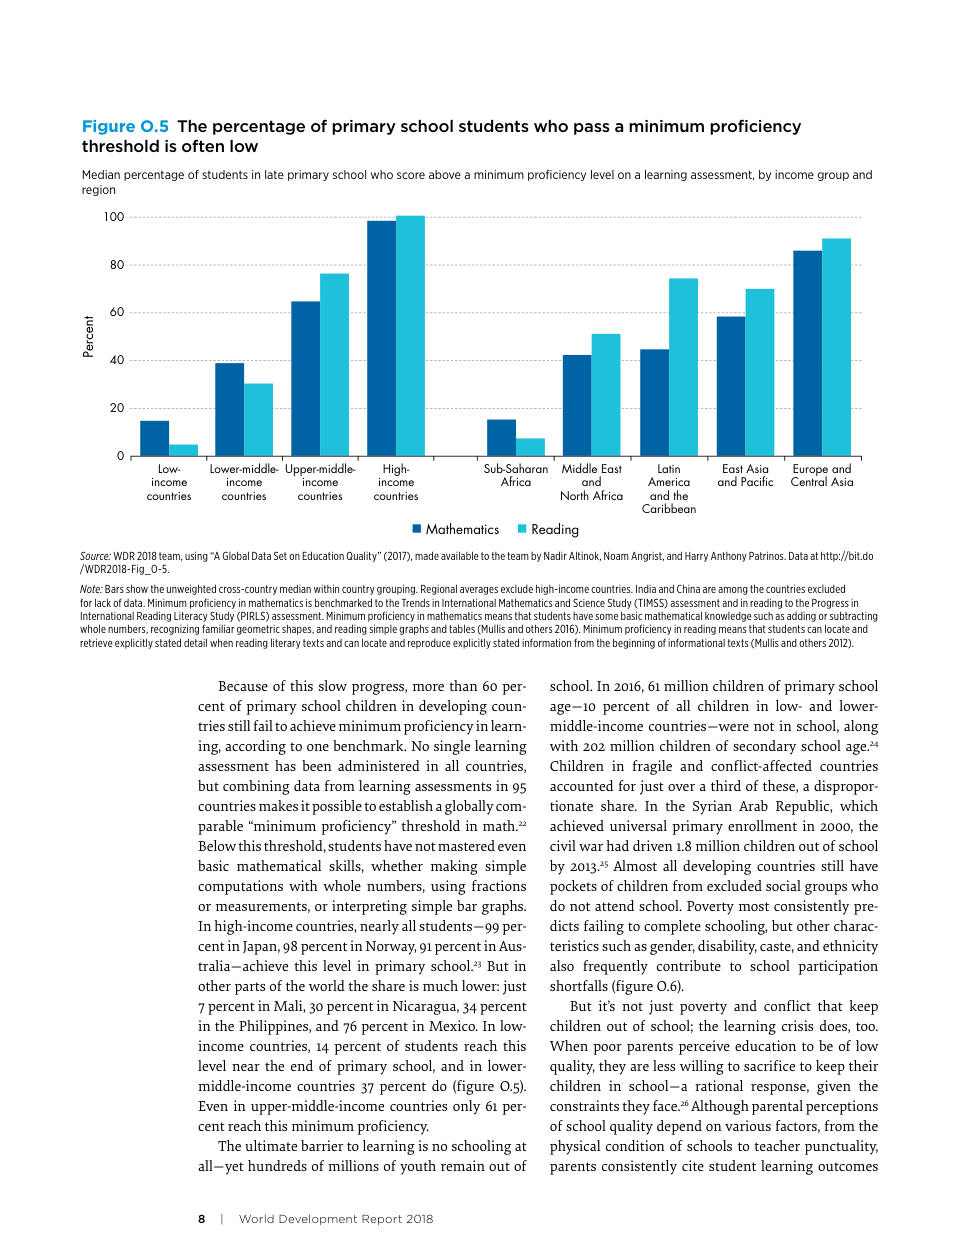 Figure O.5 The percentage of primary school students who pass a minimum proficiency
threshold is often low
Median percentage of students in late primary school who score above a minimum proficiency level on a learning assessment, by income group and
region
100
80
60
40
20
0
Percent
Low-
income
countries
Lower-middle-
income
countries
Upper-middle-
income
countries
High-
income
countries
Sub-Saharan
Africa
Middle East
and
North Africa
Latin
America
and the
Caribbean
East Asia
and Pacific
Europe and
Central Asia
Mathematics
Reading
Source: WDR 2018 team, using “A Global Data Set on Education Quality” (2017), made available to the team by Nadir Altinok, Noam Angrist, and Harry Anthony Patrinos. Data at http://bit.do
/WDR2018-Fig_O-5.
Note: Bars show the unweighted cross-country median within country grouping. Regional averages exclude high-income countries. India and China are among the countries excluded
for lack of data. Minimum proficiency in mathematics is benchmarked to the Trends in International Mathematics and Science Study (TIMSS) assessment and in reading to the Progress in
International Reading Literacy Study (PIRLS) assessment. Minimum proficiency in mathematics means that students have some basic mathematical knowledge such as adding or subtracting
whole numbers, recognizing familiar geometric shapes, and reading simple graphs and tables (Mullis and others 2016). Minimum proficiency in reading means that students can locate and
retrieve explicitly stated detail when reading literary texts and can locate and reproduce explicitly stated information from the beginning of informational texts (Mullis and others 2012).
Because of this slow progress, more than 60 per-
cent of primary school children in developing coun-
tries still fail to achieve minimum proficiency in learn-
ing, according to one benchmark. No single learning
assessment has been administered in all countries,
but combining data from learning assessments in 95
countries makes it possible to establish a globally com-
parable “minimum proficiency” threshold in math.22
Below this threshold, students have not mastered even
basic mathematical skills, whether making simple
computations with whole numbers, using fractions
or measurements, or interpreting simple bar graphs.
In high-income countries, nearly all students—99 per-
cent in Japan, 98 percent in Norway, 91 percent in Aus-
tralia—achieve this level in primary school.23 But in
other parts of the world the share is much lower: just
7 percent in Mali, 30 percent in Nicaragua, 34 percent
in the Philippines, and 76 percent in Mexico. In low-
income countries, 14 percent of students reach this
level near the end of primary school, and in lower-
middle-income countries 37 percent do (figure O.5).
Even in upper-middle-income countries only 61 per-
cent reach this minimum proficiency.
The ultimate barrier to learning is no schooling at
all—yet hundreds of millions of youth remain out of
school. In 2016, 61 million children of primary school
age—10 percent of all children in low- and lower-
middle-income countries—were not in school, along
with 202 million children of secondary school age.24
Children in fragile and conflict-affected countries
accounted for just over a third of these, a dispropor-
tionate share. In the Syrian Arab Republic, which
achieved universal primary enrollment in 2000, the
civil war had driven 1.8 million children out of school
by 2013.25 Almost all developing countries still have
pockets of children from excluded social groups who
do not attend school. Poverty most consistently pre-
dicts failing to complete schooling, but other charac-
teristics such as gender, disability, caste, and ethnicity
also frequently contribute to school participation
shortfalls (figure O.6).
But it’s not just poverty and conflict that keep
children out of school; the learning crisis does, too.
When poor parents perceive education to be of low
quality, they are less willing to sacrifice to keep their
children in school—a rational response, given the
constraints they face.26 Although parental perceptions
of school quality depend on various factors, from the
physical condition of schools to teacher punctuality,
parents consistently cite student learning outcomes
8 | World Development Report 2018